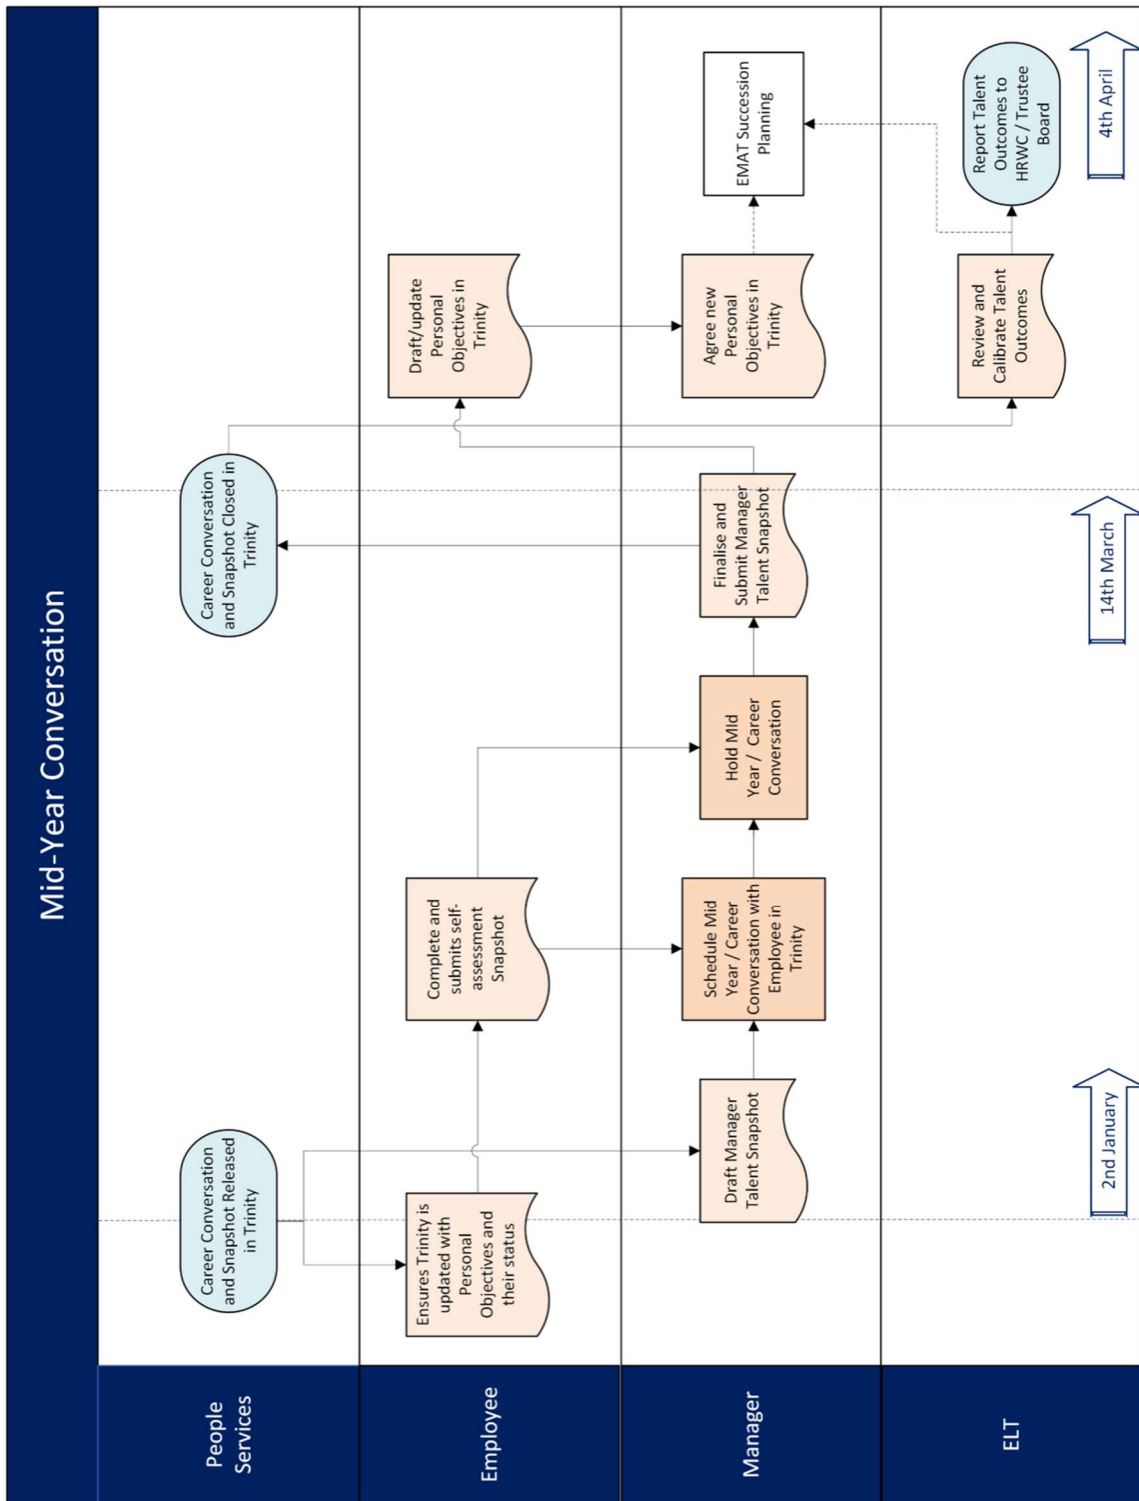 Mid-Year Conversation
People
Services
Career Conversation
and Snapshot Released
in Trinity
Career Conversation
and Snapshot Closed in
Trinity
Employee
Ensures Trinity is
updated with
Personal
Objectives and
their status
Complete and
submits self-
assessment
Snapshot
Draft/update
Personal
Objectives in
Trinity
Manager
Draft Manager
Talent Snapshot
Schedule Mid
Year / Career
Conversation with
Employee in
Trinity
Hold Mid
Year / Career
Conversation
Finalise and
Submit Manager
Talent Snapshot
Agree new
Personal
Objectives in
Trinity
EMAT Succession
Planning
ELT
Review and
Calibrate Talent
Outcomes
Report Talent
Outcomes to
HRWC / Trustee
Board
2nd January
14th March
4th April